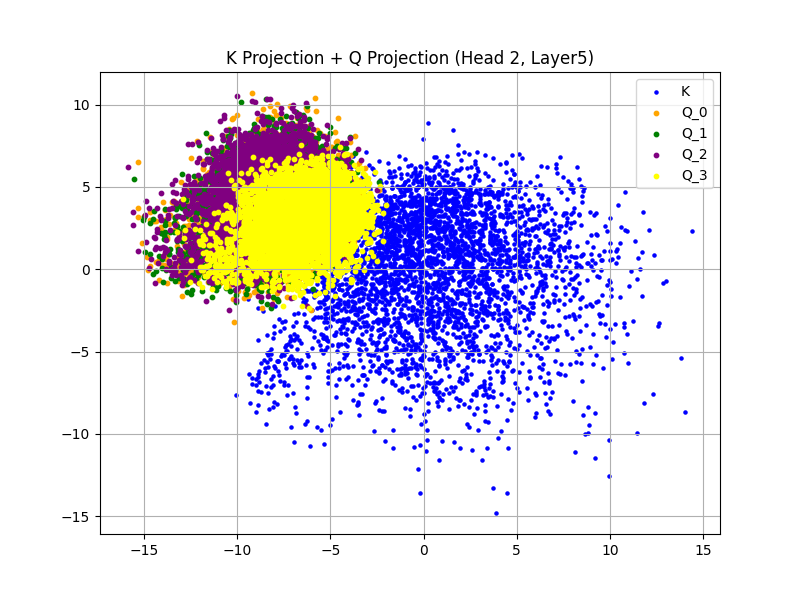 K Projection + Q Projection (Head 2, Layer5)
K
Q_0
Q_1
Q_2
Q_3
10
5
0
−5
−10
−15
−15 −10 −5 0 5 10 15